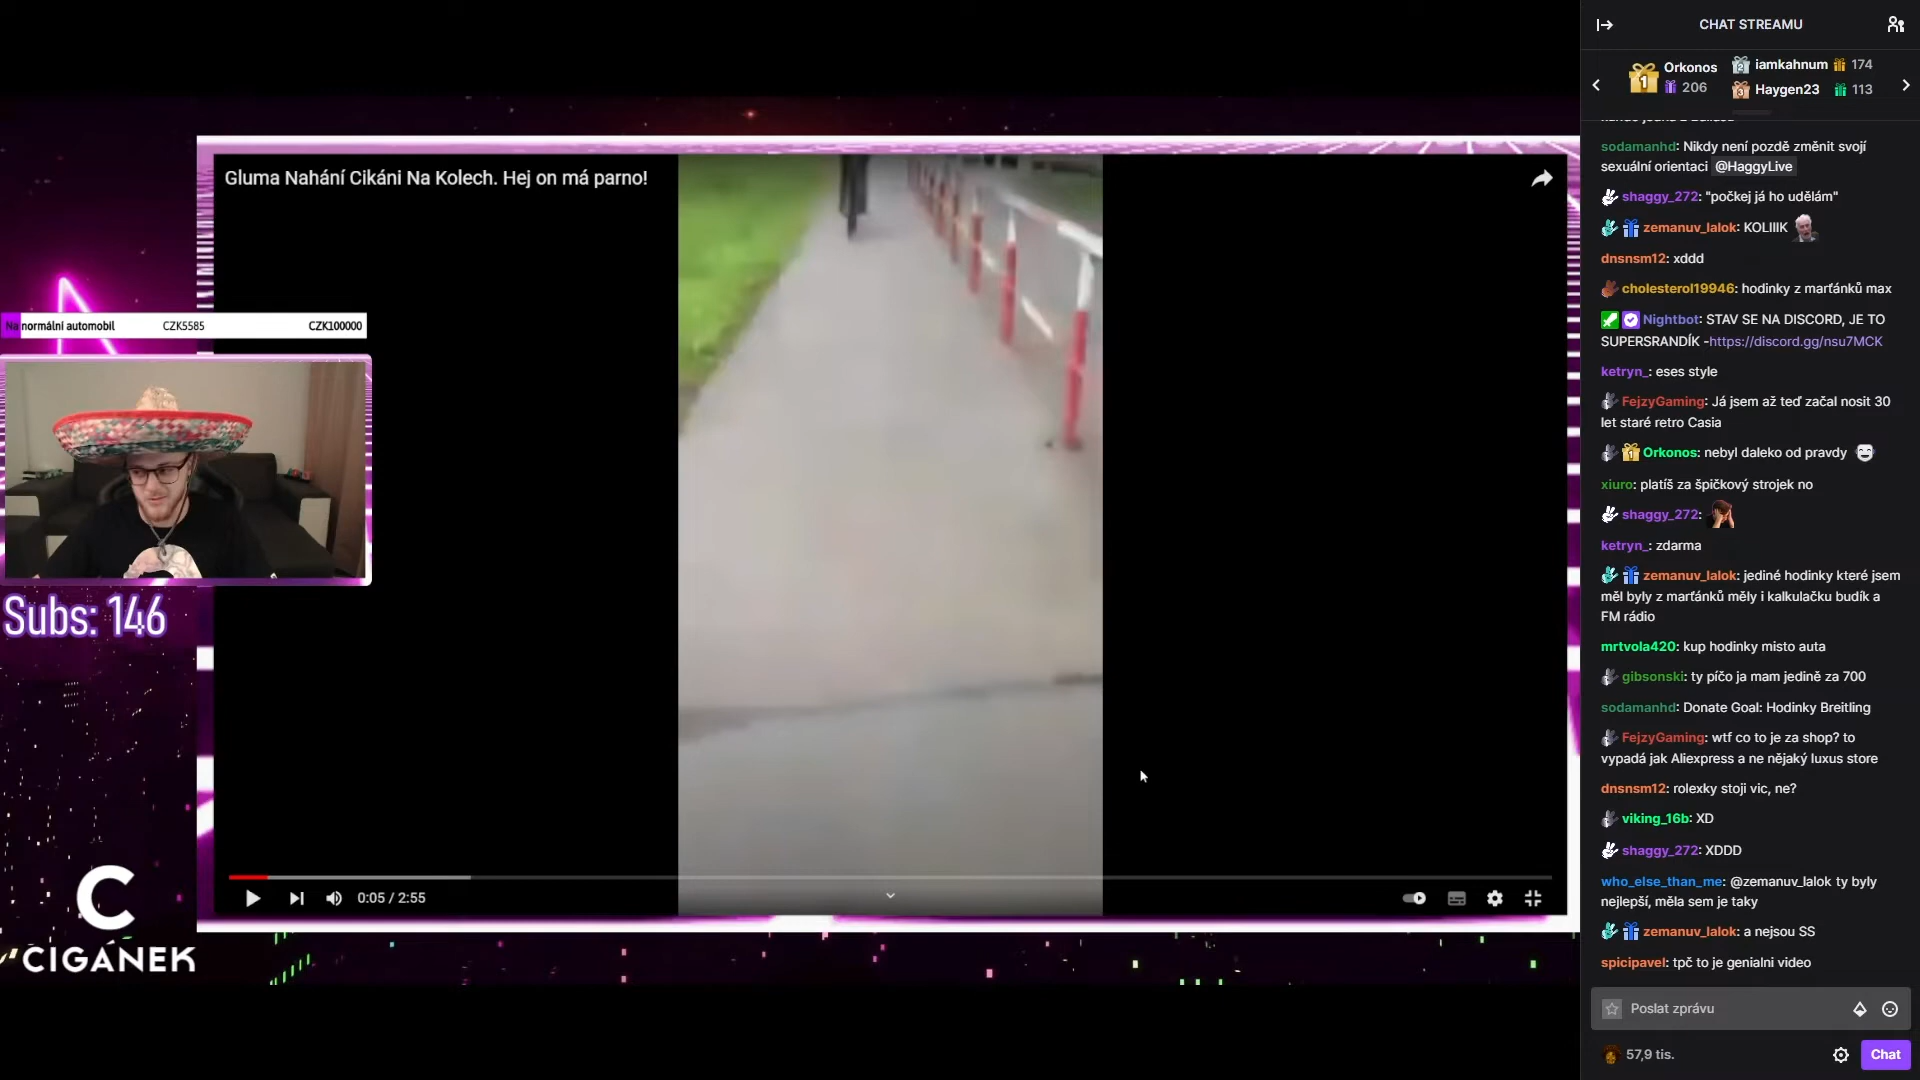 Gluma Nahání Cikáni Na Kolech. Hej on má parno!
normální automobil CZK5585 CZK100000
Subs: 146
CIGÁNEK
0:05 / 2:55
CHAT STREAMU
Orkonos
206
iamkahnum 174
Haygen23 113
sodamanhd: Nikdy není pozdě změnit svojí
sexuální orientaci @HaggyLive
shaggy_272: "počkej já ho udělám"
zemanuv_lalok: KOLIIIK
dnsnsm12: xddd
cholesterol19946: hodinky z marťánků max
Nightbot: STAV SE NA DISCORD, JE TO
SUPERSRANDÍK -https://discord.gg/nsu7MCK
ketryn_: eses style
FejzyGaming: Já jsem až teď začal nosit 30
let staré retro Casia
Orkonos: nebyl daleko od pravdy
xiuro: platíš za špičkový strojek no
shaggy_272:
ketryn_: zdarma
zemanuv_lalok: jediné hodinky které jsem
měl byly z marťánků měly i kalkulačku budík a
FM rádio
mrtvola420: kup hodinky misto auta
gibsonski: ty píčo ja mam jedině za 700
sodamanhd: Donate Goal: Hodinky Breitling
FejzyGaming: wtf co to je za shop? to
vypadá jak Aliexpress a ne nějaký luxus store
dnsnsm12: rolexky stoji vic, ne?
viking_16b: XD
shaggy_272: XDDD
who_else_than_me: @zemanuv_lalok ty byly
nejlepší, měla sem je taky
zemanuv_lalok: a nejsou SS
spicipavel: tpč to je genialni video
Poslat zprávu
57,9 tis.
Chat